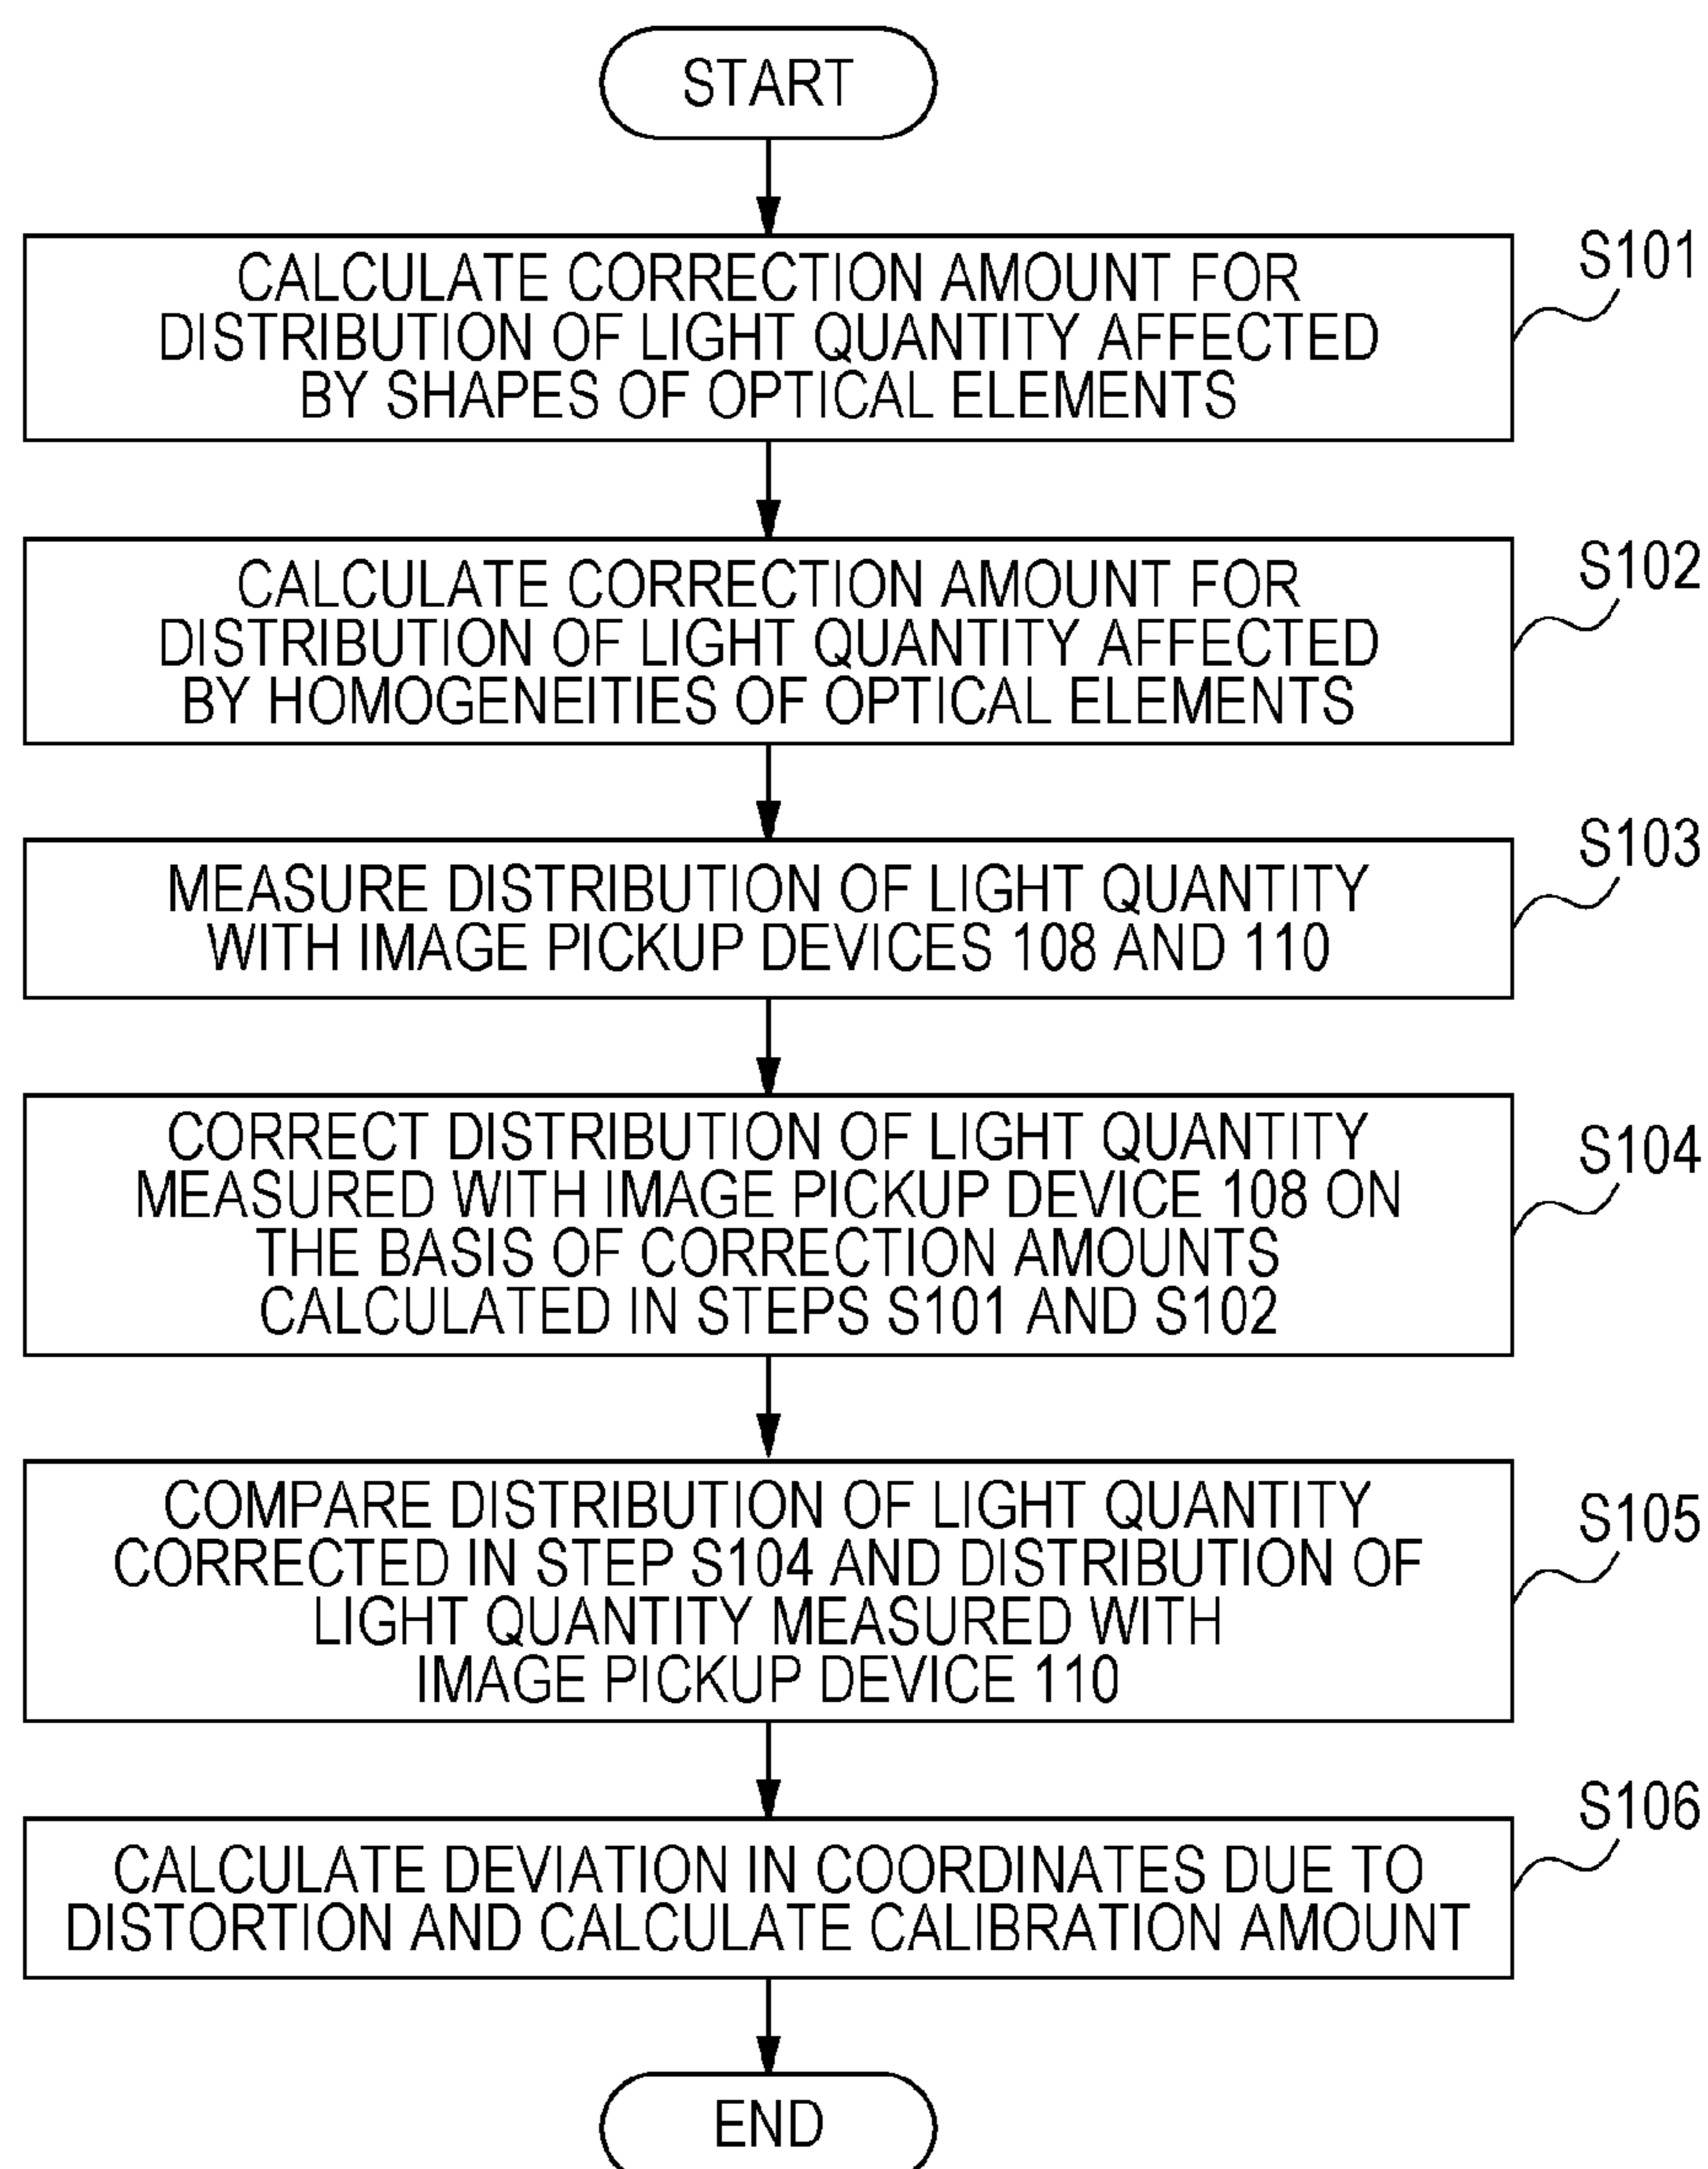 START
S101
CALCULATE CORRECTION AMOUNT FOR
DISTRIBUTION OF LIGHT QUANTITY AFFECTED
BY SHAPES OF OPTICAL ELEMENTS
S102
CALCULATE CORRECTION AMOUNT FOR
DISTRIBUTION OF LIGHT QUANTITY AFFECTED
BY HOMOGENEITIES OF OPTICAL ELEMENTS
S103
MEASURE DISTRIBUTION OF LIGHT QUANTITY
WITH IMAGE PICKUP DEVICES 108 AND 110
S104
CORRECT DISTRIBUTION OF LIGHT QUANTITY
MEASURED WITH IMAGE PICKUP DEVICE 108 ON
THE BASIS OF CORRECTION AMOUNTS
CALCULATED IN STEPS S101 AND S102
S105
COMPARE DISTRIBUTION OF LIGHT QUANTITY
CORRECTED IN STEP S104 AND DISTRIBUTION OF
LIGHT QUANTITY MEASURED WITH
IMAGE PICKUP DEVICE 110
S106
CALCULATE DEVIATION IN COORDINATES DUE TO
DISTORTION AND CALCULATE CALIBRATION AMOUNT
END